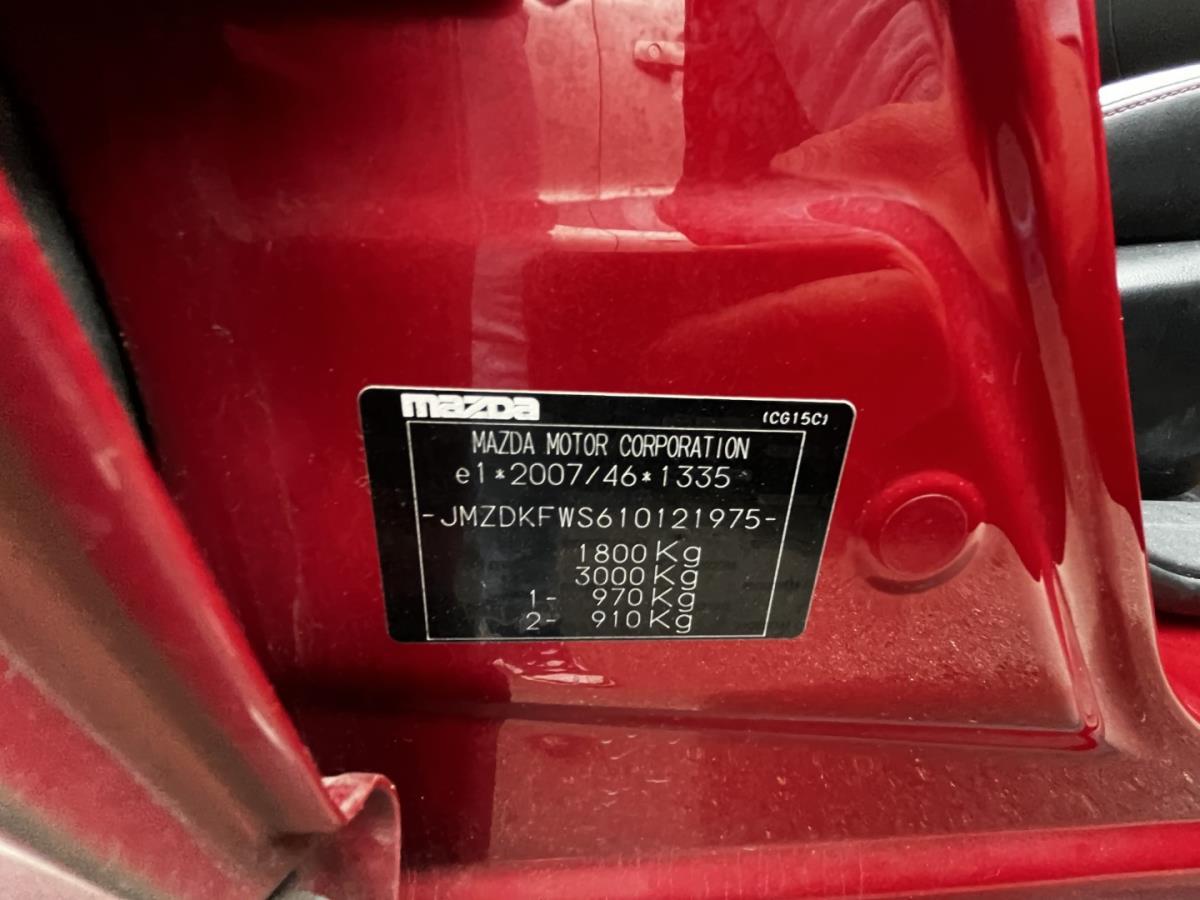 mazda
(CG15C)
MAZDA MOTOR CORPORATION
e1*2007/46*1335
-JMZDKFWS610121975-
1800Kg
3000Kg
1- 970Kg
2- 910Kg